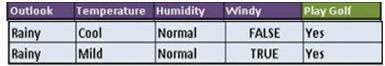 Outlook Temperature Humidity Windy Play Golf
Rainy Cool Normal FALSE Yes
Rainy Mild Normal TRUE Yes